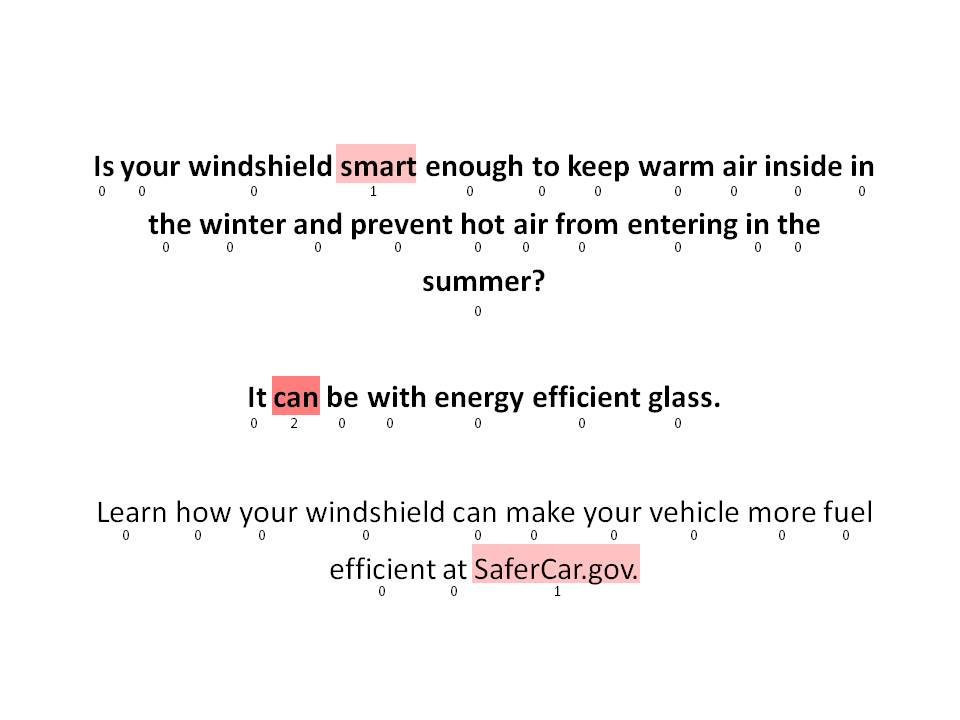 Is your windshield smart enough to keep warm air inside in
0 0 0 1 0 0 0 0 0 0 0
the winter and prevent hot air from entering in the
0 0 0 0 0 0 0 0 0 0
summer?
0
It can be with energy efficient glass.
0 2 0 0 0 0 0
Learn how your windshield can make your vehicle more fuel
0 0 0 0 0 0 0 0 0 0
efficient at SaferCar.gov.
0 0 1